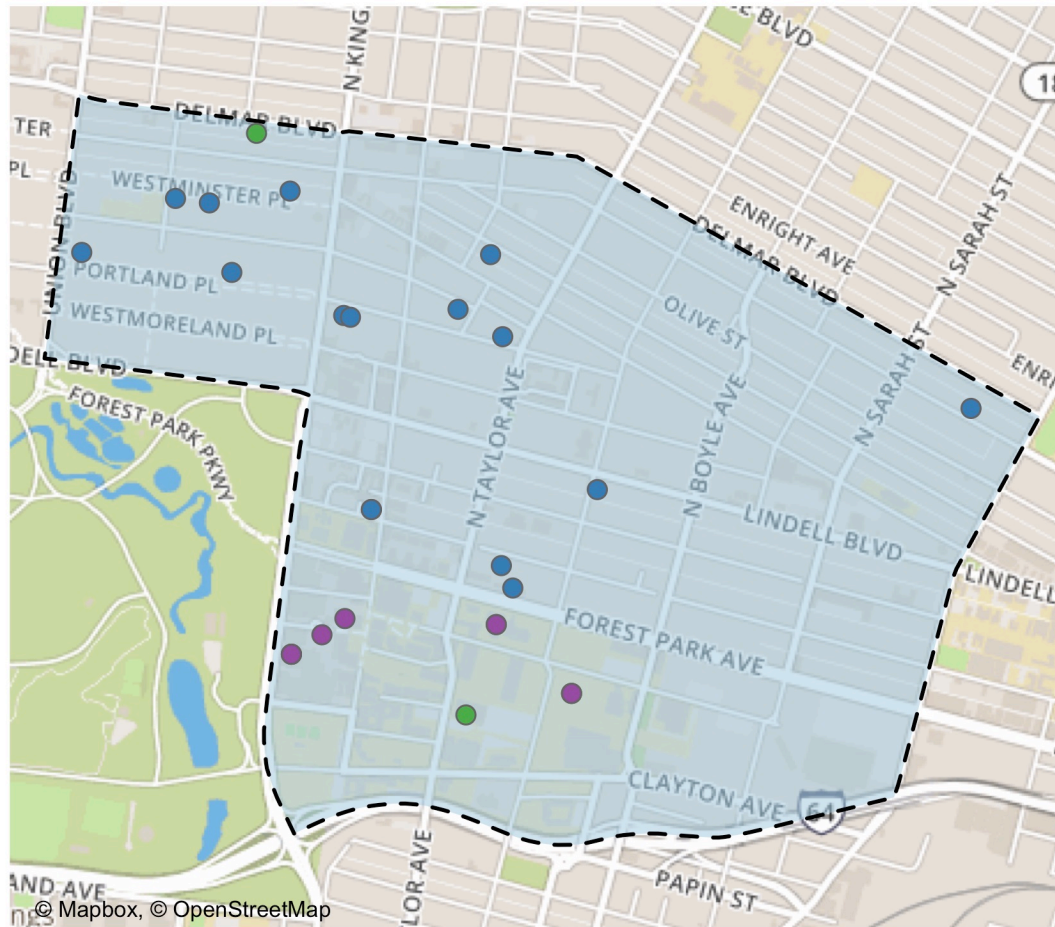 LE BLVD
N KING
18
DELMAR BLVD
TER
PL
WESTMINSTER PL
UNION BLVD
ENRIGHT AVE
N SARAH ST
DELMAR BLVD
PORTLAND PL
WESTMORELAND PL
OLIVE ST
DELL BLVD
ENRI
N SARAH ST
FOREST PARK PKWY
N TAYLOR AVE
N BOYLE AVE
LINDELL BLVD
LINDELL
FOREST PARK AVE
CLAYTON AVE
64
LOR AVE
PAPIN ST
AND AVE
ngs
© Mapbox, © OpenStreetMap